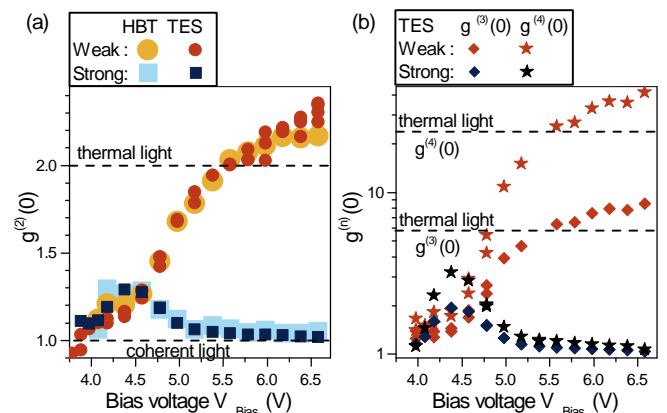 (a)
HBT TES
Weak :
Strong:
g(2)(0)
2.0
1.5
1.0
thermal light
coherent light
4.0 4.5 5.0 5.5 6.0 6.5
Bias voltage V Bias (V)
(b)
TES g (3)(0) g (4)(0)
Weak :
Strong:
g(n)(0)
10
1
thermal light
g(4)(0)
thermal light
g(3)(0)
4.0 4.5 5.0 5.5 6.0 6.5
Bias voltage V Bias (V)